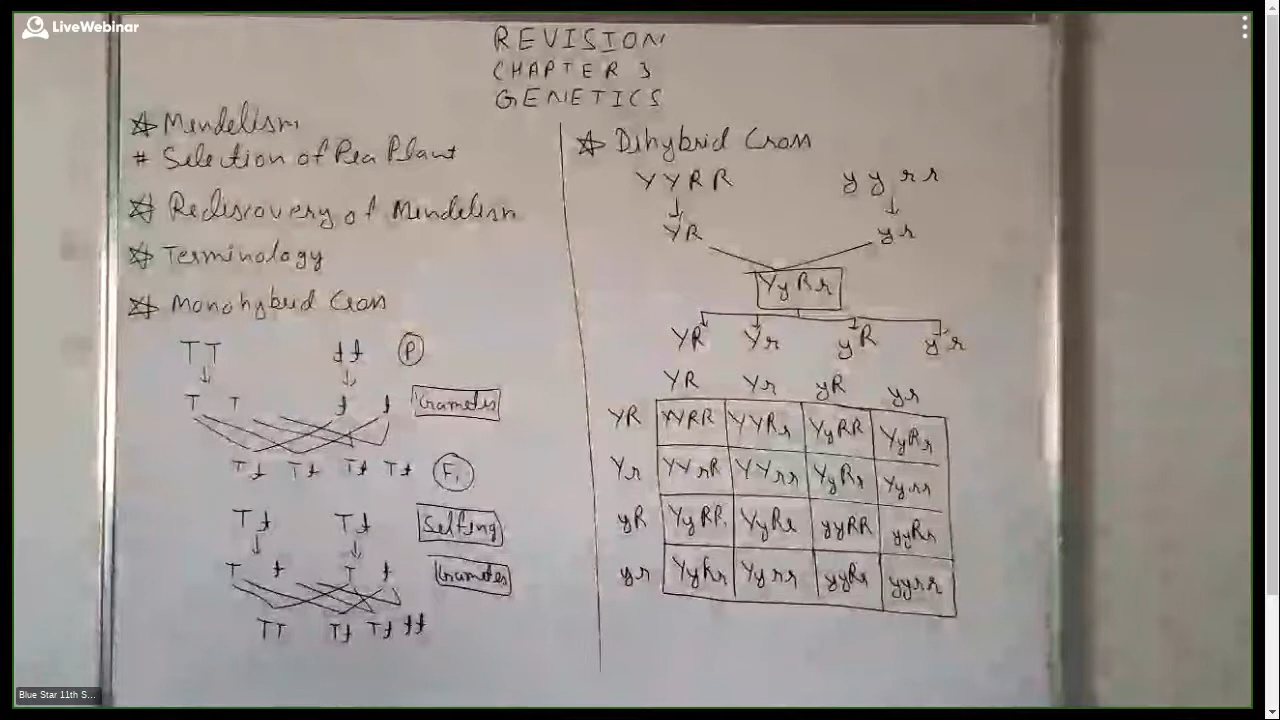 LiveWebinar
REVISION
CHAPTER 3
GENETICS
Mendelism
# Selection of Pea Plant
Rediscovery of Mendelism
Terminology
Monohybrid Cross
TT tt P
T T t t Gametes
Tt Tt Tt Tt F1
Tt Tt Selfing
T t T t Gametes
TT Tt Tt tt
Dihybrid Cross
YYRR yyrr
YR yr
YyRr
YR Yr yR yr
YR Yr yR yr
YR YYRR YYRr YyRR YyRr
Yr YYrR YYrr YyRr Yyrr
yR YyRR YyRr yyRR yyRr
yr YyRr Yyrr yyRr yyrr
Blue Star 11th S...